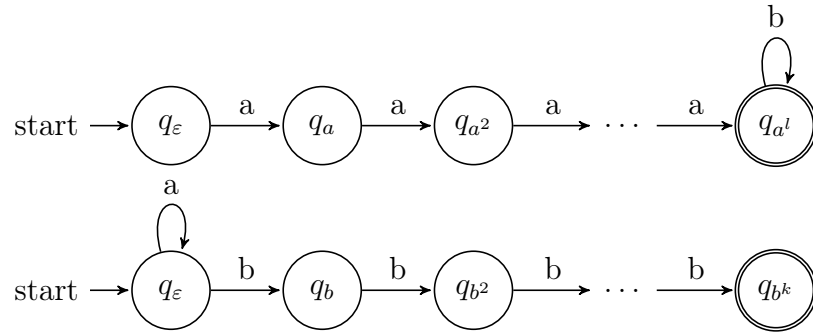 b
a a a a
start q_ε q_a q_{a^2} ··· q_{a^l}
a
b b b b
start q_ε q_b q_{b^2} ··· q_{b^k}